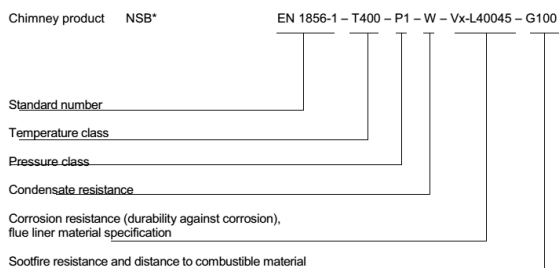 Chimney product NSB* EN 1856-1 – T400 – P1 – W – Vx-L40045 – G100
Standard number
Temperature class
Pressure class
Condensate resistance
Corrosion resistance (durability against corrosion),
flue liner material specification
Sootfire resistance and distance to combustible material